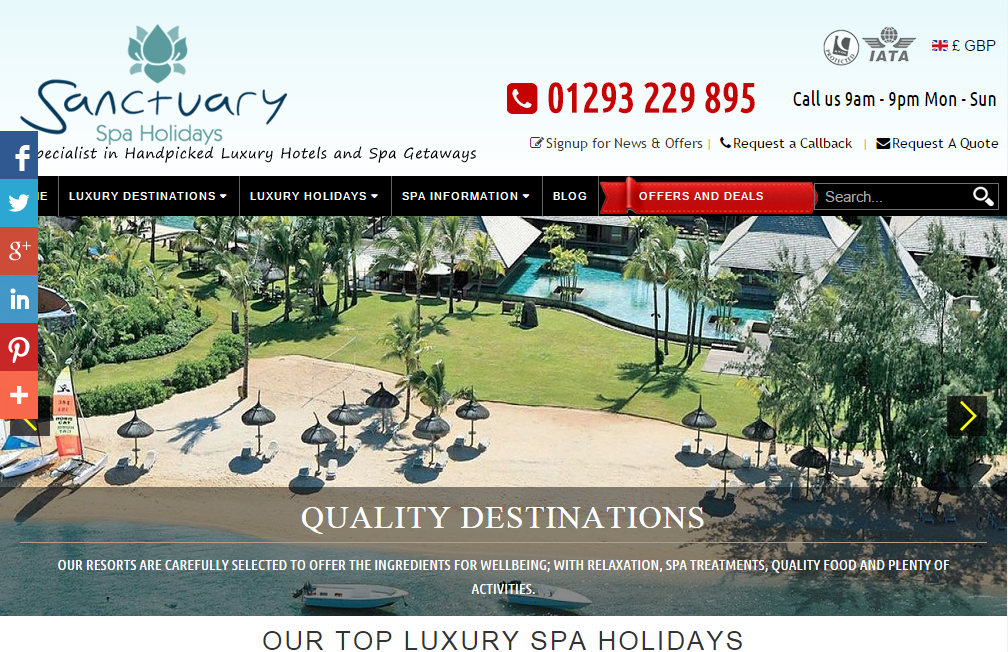 Sanctuary
Spa Holidays
pecialist in Handpicked Luxury Hotels and Spa Getaways
PROTECTED
IATA
£ GBP
01293 229 895
Call us 9am - 9pm Mon - Sun
Signup for News & Offers | Request a Callback | Request A Quote
ME
LUXURY DESTINATIONS
LUXURY HOLIDAYS
SPA INFORMATION
BLOG
OFFERS AND DEALS
Search...
f
g+
in
QUALITY DESTINATIONS
OUR RESORTS ARE CAREFULLY SELECTED TO OFFER THE INGREDIENTS FOR WELLBEING; WITH RELAXATION, SPA TREATMENTS, QUALITY FOOD AND PLENTY OF
ACTIVITIES.
OUR TOP LUXURY SPA HOLIDAYS